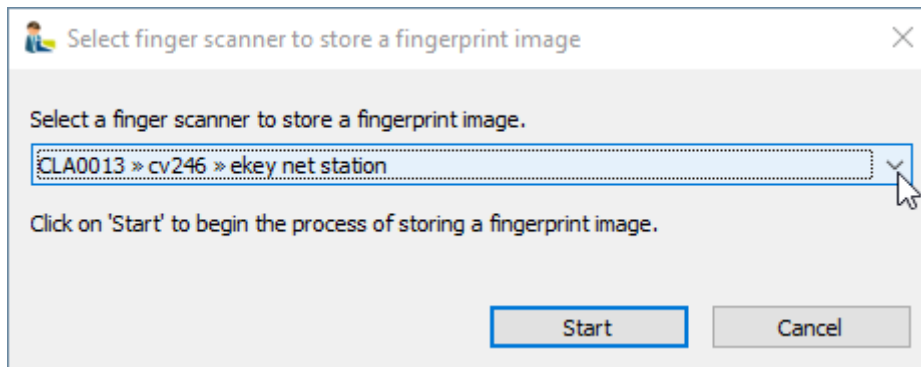 Select finger scanner to store a fingerprint image
Select a finger scanner to store a fingerprint image.
CLA0013 » cv246 » ekey net station
Click on 'Start' to begin the process of storing a fingerprint image.
Start
Cancel